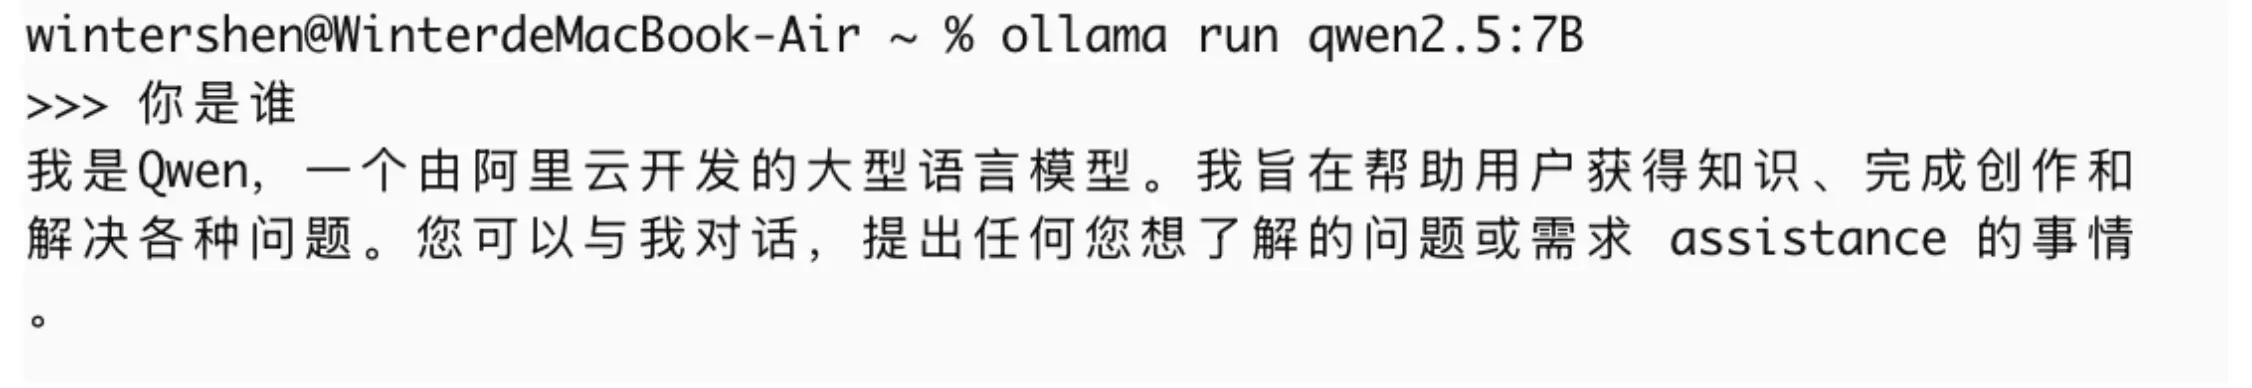 wintershen@WinterdeMacBook-Air ~ % ollama run qwen2.5:7B
>>> 你是谁
我是Qwen，一个由阿里云开发的大型语言模型。我旨在帮助用户获得知识、完成创作和
解决各种问题。您可以与我对话，提出任何您想了解的问题或需求 assistance 的事情
。